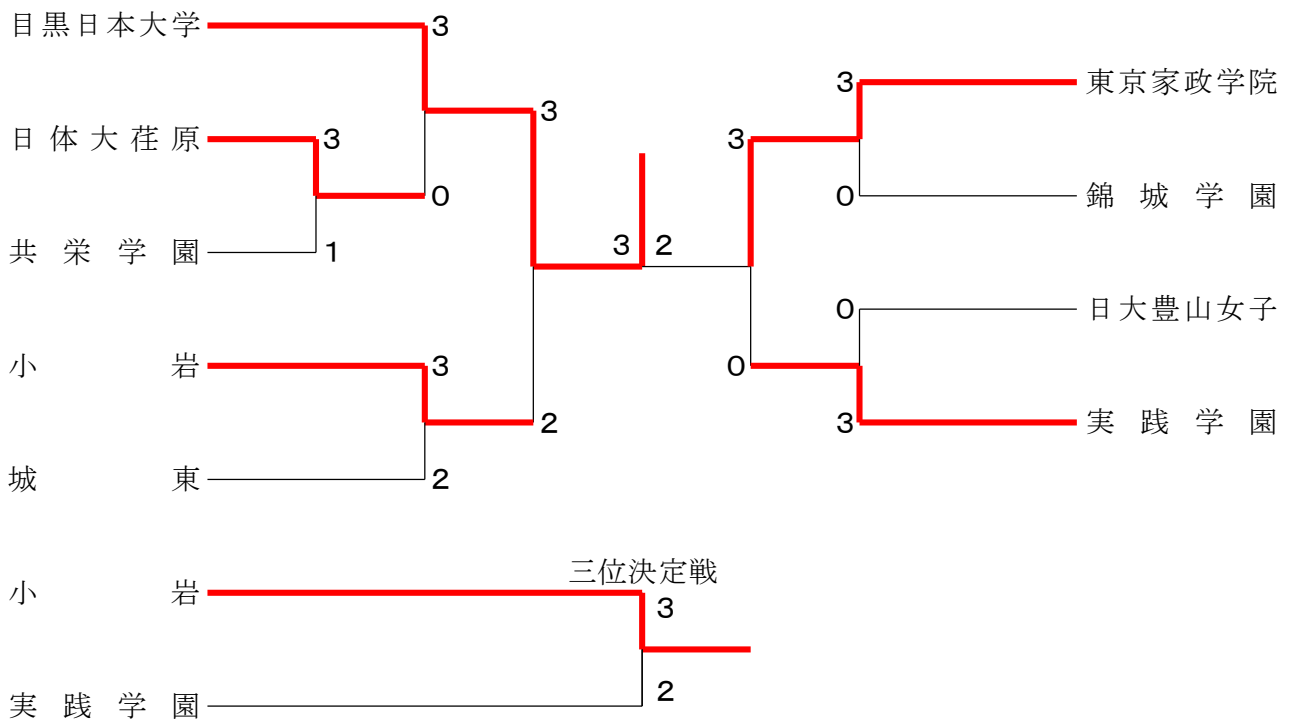 目黒日本大学
3
3
日体大荏原
3
0
共栄学園
1
小岩
3
2
城東
2
3 2
3
東京家政学院
3
0
錦城学園
0
日大豊山女子
0
3
実践学園
三位決定戦
小岩
3
2
実践学園